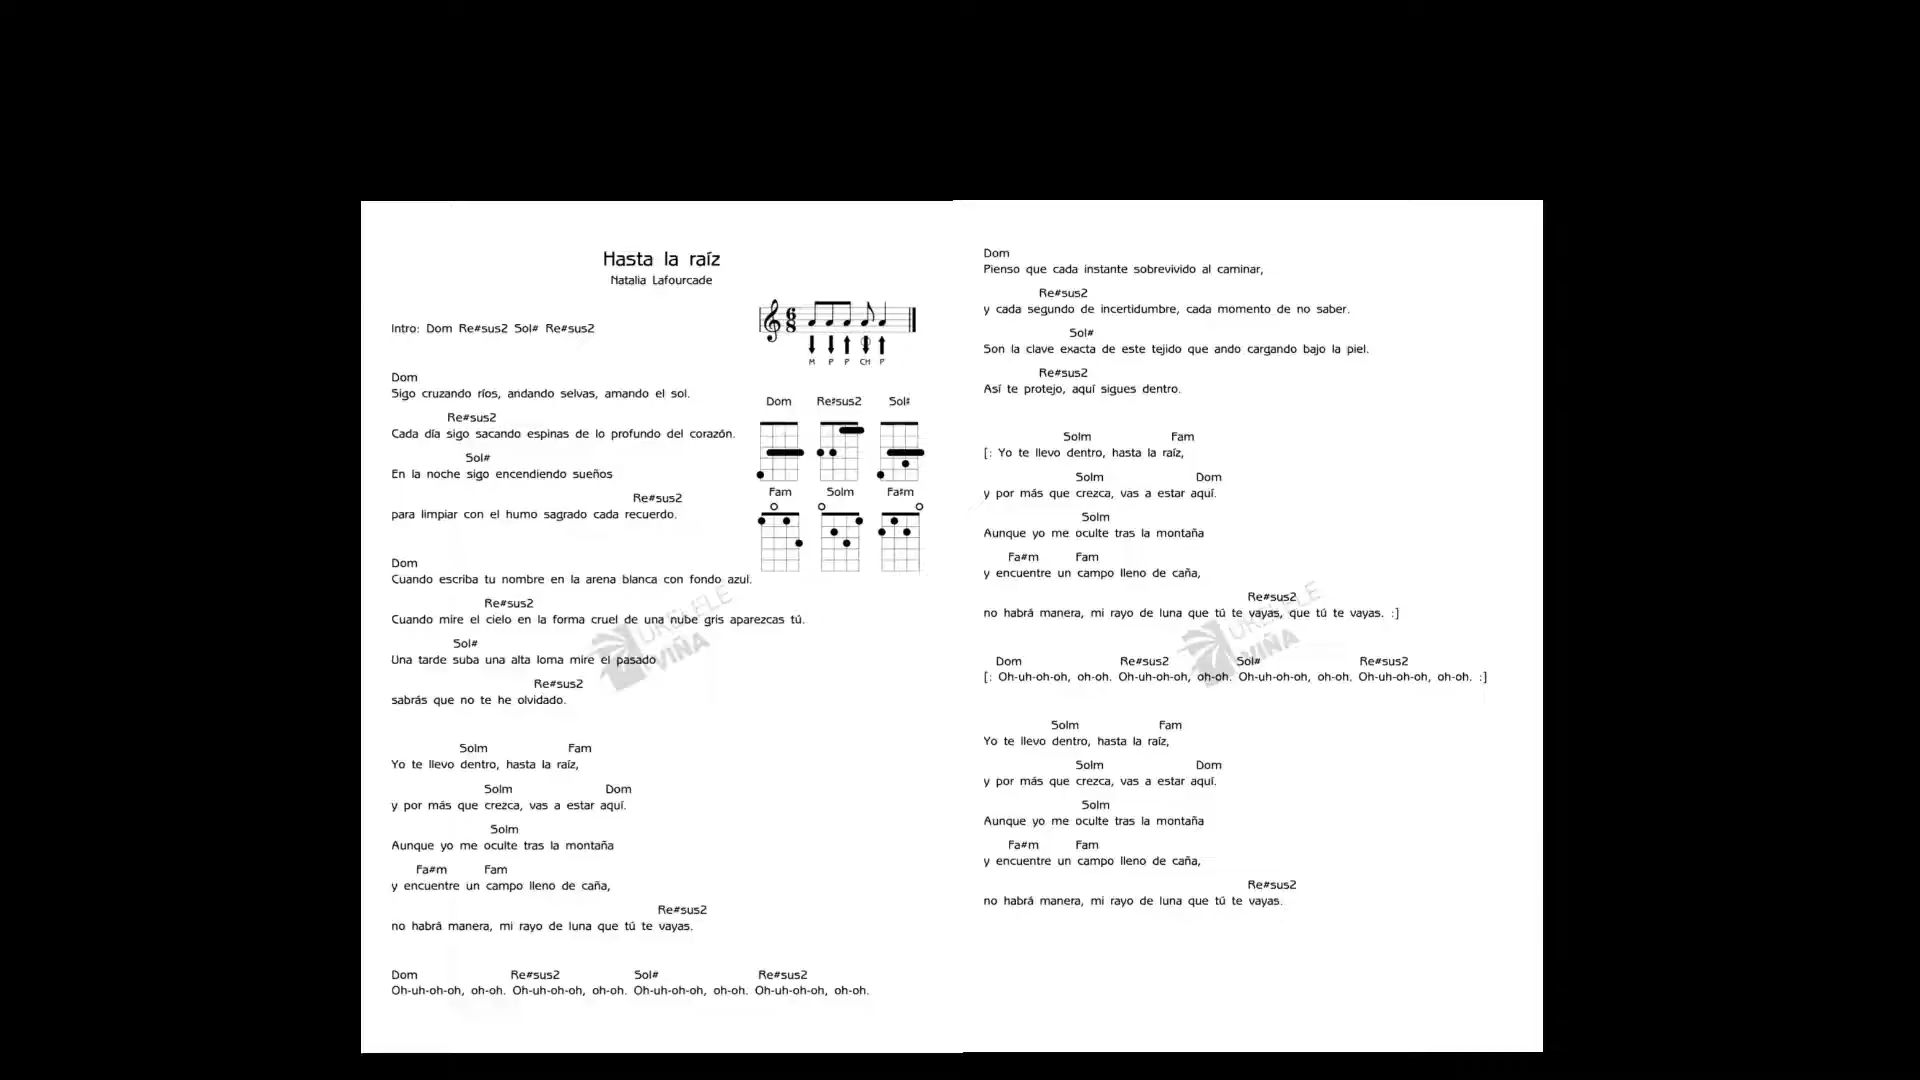 Hasta la raíz
Natalia Lafourcade
Intro: Dom Re#sus2 Sol# Re#sus2
6
8
M P P CH P
Dom Re#sus2 Sol#
Fam Solm Fa#m
Dom
Sigo cruzando ríos, andando selvas, amando el sol.
Re#sus2
Cada día sigo sacando espinas de lo profundo del corazón.
Sol#
En la noche sigo encendiendo sueños
Re#sus2
para limpiar con el humo sagrado cada recuerdo.
Dom
Cuando escriba tu nombre en la arena blanca con fondo azul.
Re#sus2
Cuando mire el cielo en la forma cruel de una nube gris aparezcas tú.
Sol#
Una tarde suba una alta loma mire el pasado
Re#sus2
sabrás que no te he olvidado.
UKELELE
VIÑA
Solm Fam
Yo te llevo dentro, hasta la raíz,
Solm Dom
y por más que crezca, vas a estar aquí.
Solm
Aunque yo me oculte tras la montaña
Fa#m Fam
y encuentre un campo lleno de caña,
Re#sus2
no habrá manera, mi rayo de luna que tú te vayas.
Dom Re#sus2 Sol# Re#sus2
Oh-uh-oh-oh, oh-oh. Oh-uh-oh-oh, oh-oh. Oh-uh-oh-oh, oh-oh. Oh-uh-oh-oh, oh-oh.
Dom
Pienso que cada instante sobrevivido al caminar,
Re#sus2
y cada segundo de incertidumbre, cada momento de no saber.
Sol#
Son la clave exacta de este tejido que ando cargando bajo la piel.
Re#sus2
Así te protejo, aquí sigues dentro.
Solm Fam
[: Yo te llevo dentro, hasta la raíz,
Solm Dom
y por más que crezca, vas a estar aquí.
Solm
Aunque yo me oculte tras la montaña
Fa#m Fam
y encuentre un campo lleno de caña,
Re#sus2
no habrá manera, mi rayo de luna que tú te vayas, que tú te vayas. :]
UKELELE
VIÑA
Dom Re#sus2 Sol# Re#sus2
[: Oh-uh-oh-oh, oh-oh. Oh-uh-oh-oh, oh-oh. Oh-uh-oh-oh, oh-oh. Oh-uh-oh-oh, oh-oh. :]
Solm Fam
Yo te llevo dentro, hasta la raíz,
Solm Dom
y por más que crezca, vas a estar aquí.
Solm
Aunque yo me oculte tras la montaña
Fa#m Fam
y encuentre un campo lleno de caña,
Re#sus2
no habrá manera, mi rayo de luna que tú te vayas.